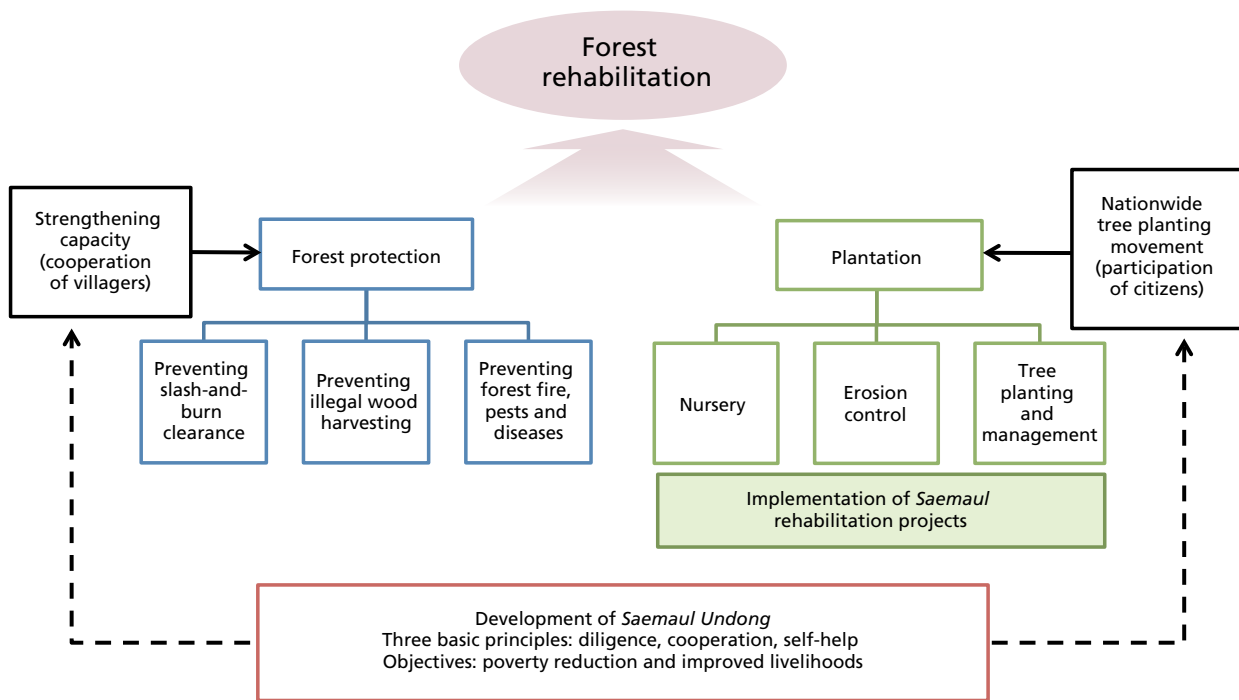 Forest
rehabilitation
Strengthening
capacity
(cooperation
of villagers)
Forest protection
Plantation
Nationwide
tree planting
movement
(participation
of citizens)
Preventing
slash-and-
burn
clearance
Preventing
illegal wood
harvesting
Preventing
forest fire,
pests and
diseases
Nursery
Erosion
control
Tree
planting
and
management
Implementation of Saemaul
rehabilitation projects
Development of Saemaul Undong
Three basic principles: diligence, cooperation, self-help
Objectives: poverty reduction and improved livelihoods